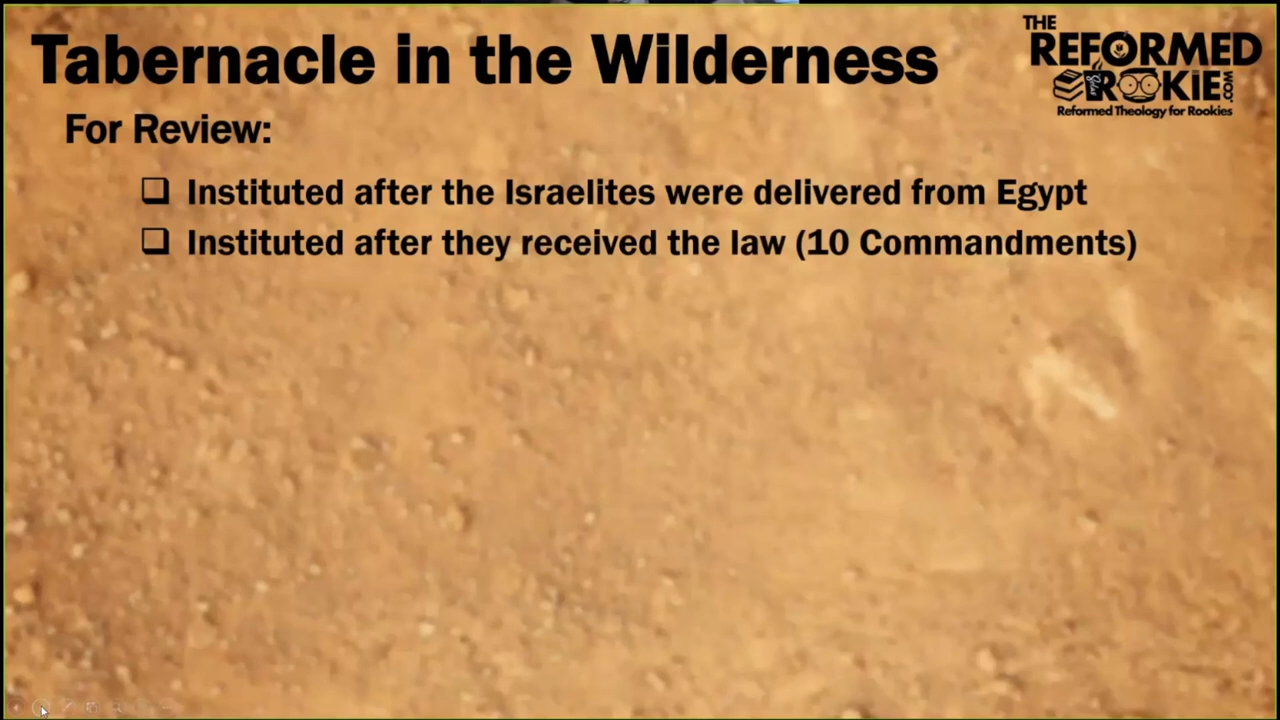 Tabernacle in the Wilderness
THE
REFORMED
ROOKiE.COM
Reformed Theology for Rookies
For Review:
❑ Instituted after the Israelites were delivered from Egypt
❑ Instituted after they received the law (10 Commandments)